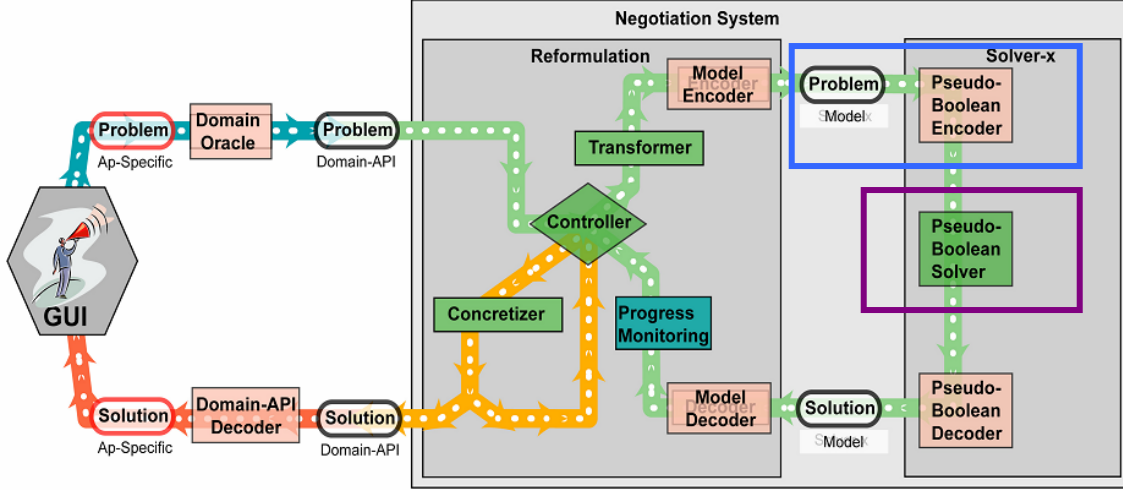 Negotiation System
Reformulation
Solver-x
Model
Encoder
Problem
Model
Pseudo-
Boolean
Encoder
Problem
Ap-Specific
Domain
Oracle
Problem
Domain-API
Transformer
Controller
Pseudo-
Boolean
Solver
GUI
Concretizer
Progress
Monitoring
Solution
Ap-Specific
Domain-API
Decoder
Solution
Domain-API
Model
Decoder
Solution
Model
Pseudo-
Boolean
Decoder